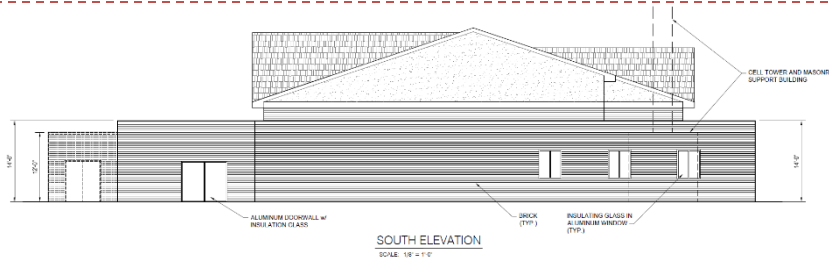 CELL TOWER AND MASONR
SUPPORT BUILDING
14'-0"
12'-0"
14'-0"
ALUMINUM DOORWALL W/
INSULATION GLASS
BRICK
(TYP.)
INSULATING GLASS IN
ALUMINUM WINDOW
(TYP.)
SOUTH ELEVATION
SCALE: 1/8" = 1'-0"